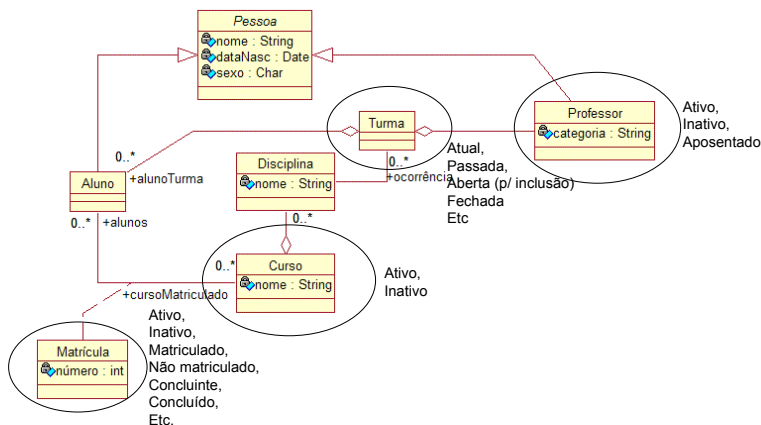 Pessoa
nome : String
dataNasc : Date
sexo : Char
Turma
Professor
categoria : String
Ativo,
Inativo,
Aposentado
Atual,
Passada,
Aberta (p/ inclusão)
Fechada
Etc
0..*
+ocorrência
Disciplina
nome : String
0..*
+alunoTurma
Aluno
0..*
+alunos
0..*
0..*
+cursoMatriculado
Curso
nome : String
Ativo,
Inativo
Matrícula
número : int
Ativo,
Inativo,
Matriculado,
Não matriculado,
Concluinte,
Concluído,
Etc.